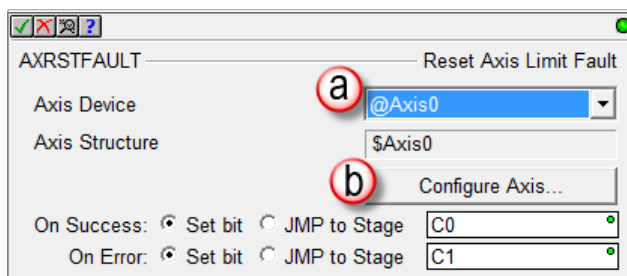 ?
AXRSTFAULT Reset Axis Limit Fault
a
Axis Device @Axis0
Axis Structure $Axis0
b Configure Axis...
On Success: Set bit JMP to Stage C0
On Error: Set bit JMP to Stage C1